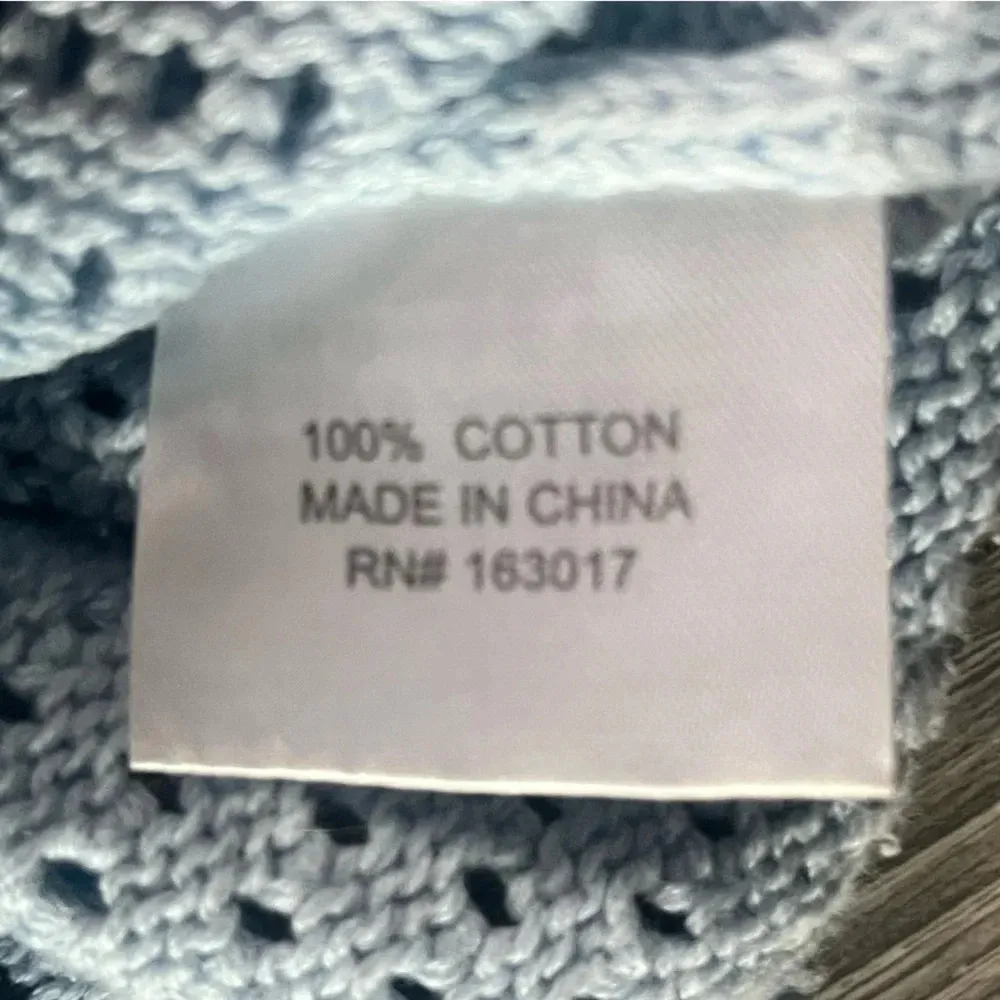 100% COTTON
MADE IN CHINA
RN# 163017